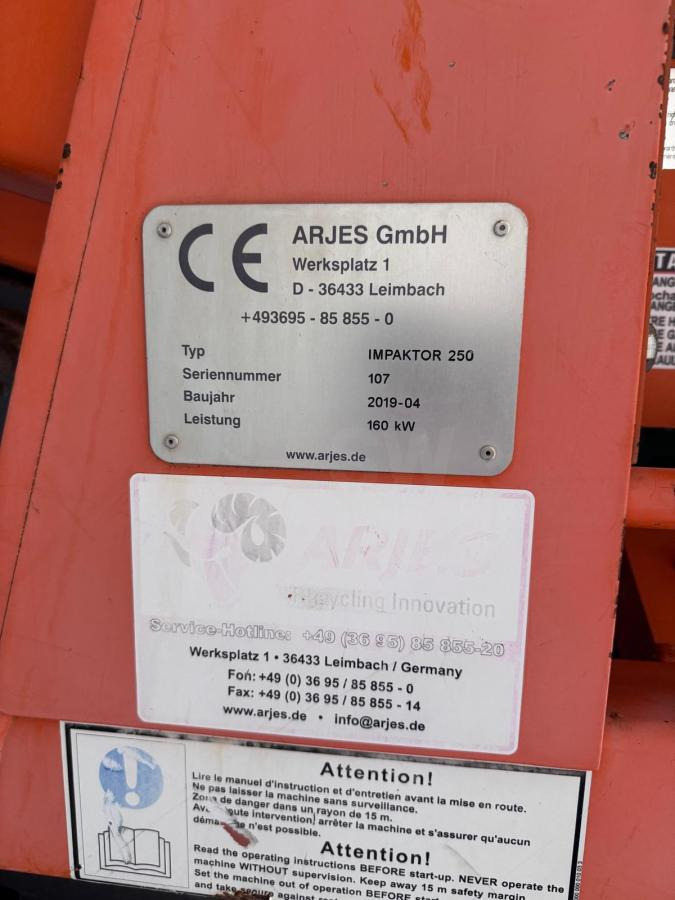 CE
ARJES GmbH
Werksplatz 1
D - 36433 Leimbach
+493695 - 85 855 - 0
Typ IMPAKTOR 250
Seriennummer 107
Baujahr 2019-04
Leistung 160 kW
www.arjes.de
ARJES
Recycling Innovation
Service-Hotline: +49 (36 95) 85 855-20
Werksplatz 1 • 36433 Leimbach / Germany
Fon: +49 (0) 36 95 / 85 855 - 0
Fax: +49 (0) 36 95 / 85 855 - 14
www.arjes.de • info@arjes.de
Attention!
Lire le manuel d'instruction et d'entretien avant la mise en route.
Ne pas laisser la machine sans surveillance.
Zone de danger dans un rayon de 15 m.
intervention, arrêter la machine et s'assurer qu'aucun
n'est possible.
Attention!
Read the operating instructions BEFORE start-up. NEVER operate the
machine WITHOUT supervision. Keep away 15 m safety margin
Set the machine out of operation BEFORE
and take secure against